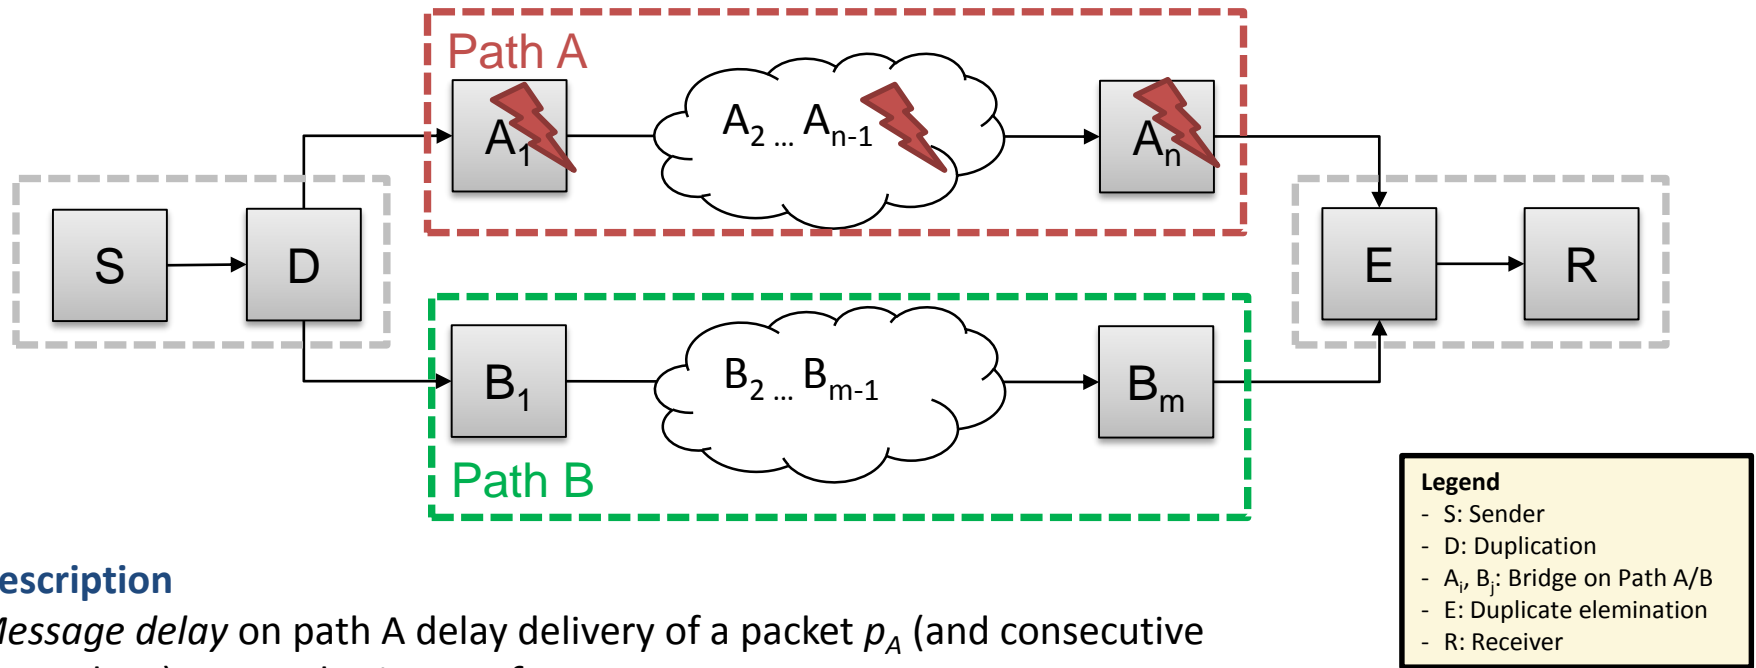 Path A
A1
A2 ... An-1
An
S
D
E
R
B1
B2 ... Bm-1
Bm
Path B
Legend
- S: Sender
- D: Duplication
- Ai, Bj: Bridge on Path A/B
- E: Duplicate elemination
- R: Receiver
escription
Message delay on path A delay delivery of a packet pA (and consecutive